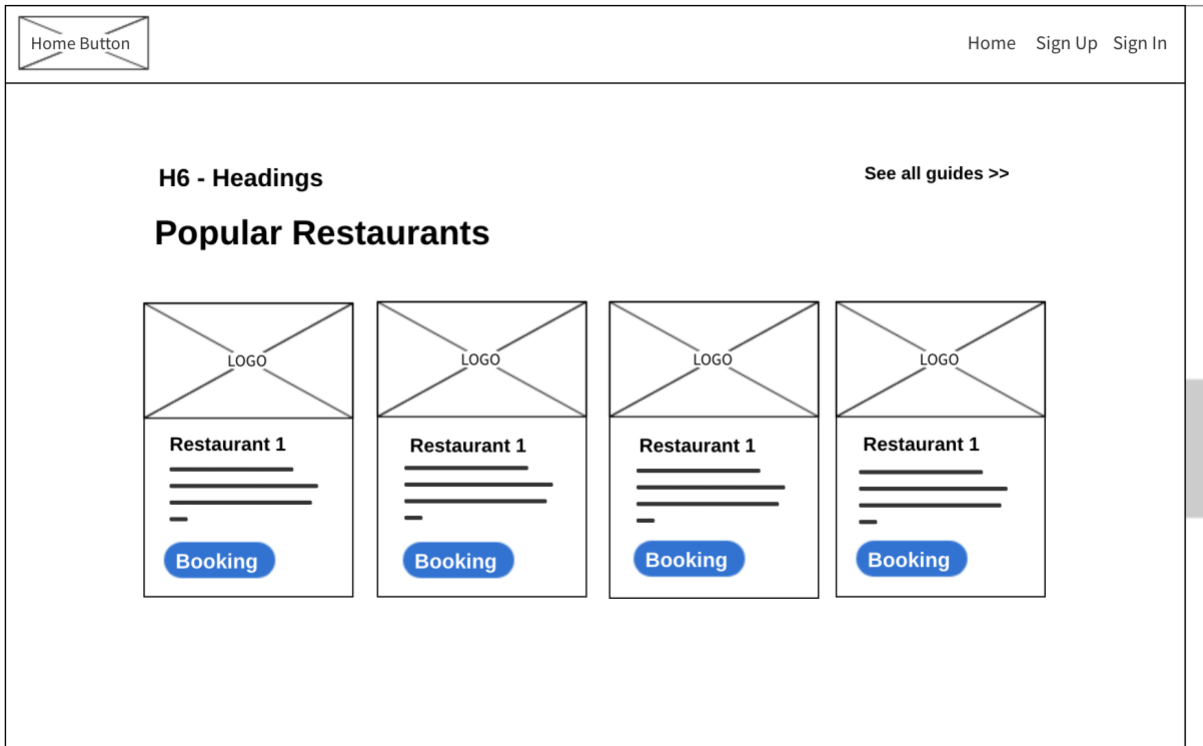 Home Button
Home Sign Up Sign In
H6 - Headings
See all guides >>
Popular Restaurants
LOGO LOGO LOGO LOGO
Restaurant 1 Restaurant 1 Restaurant 1 Restaurant 1
Booking Booking Booking Booking